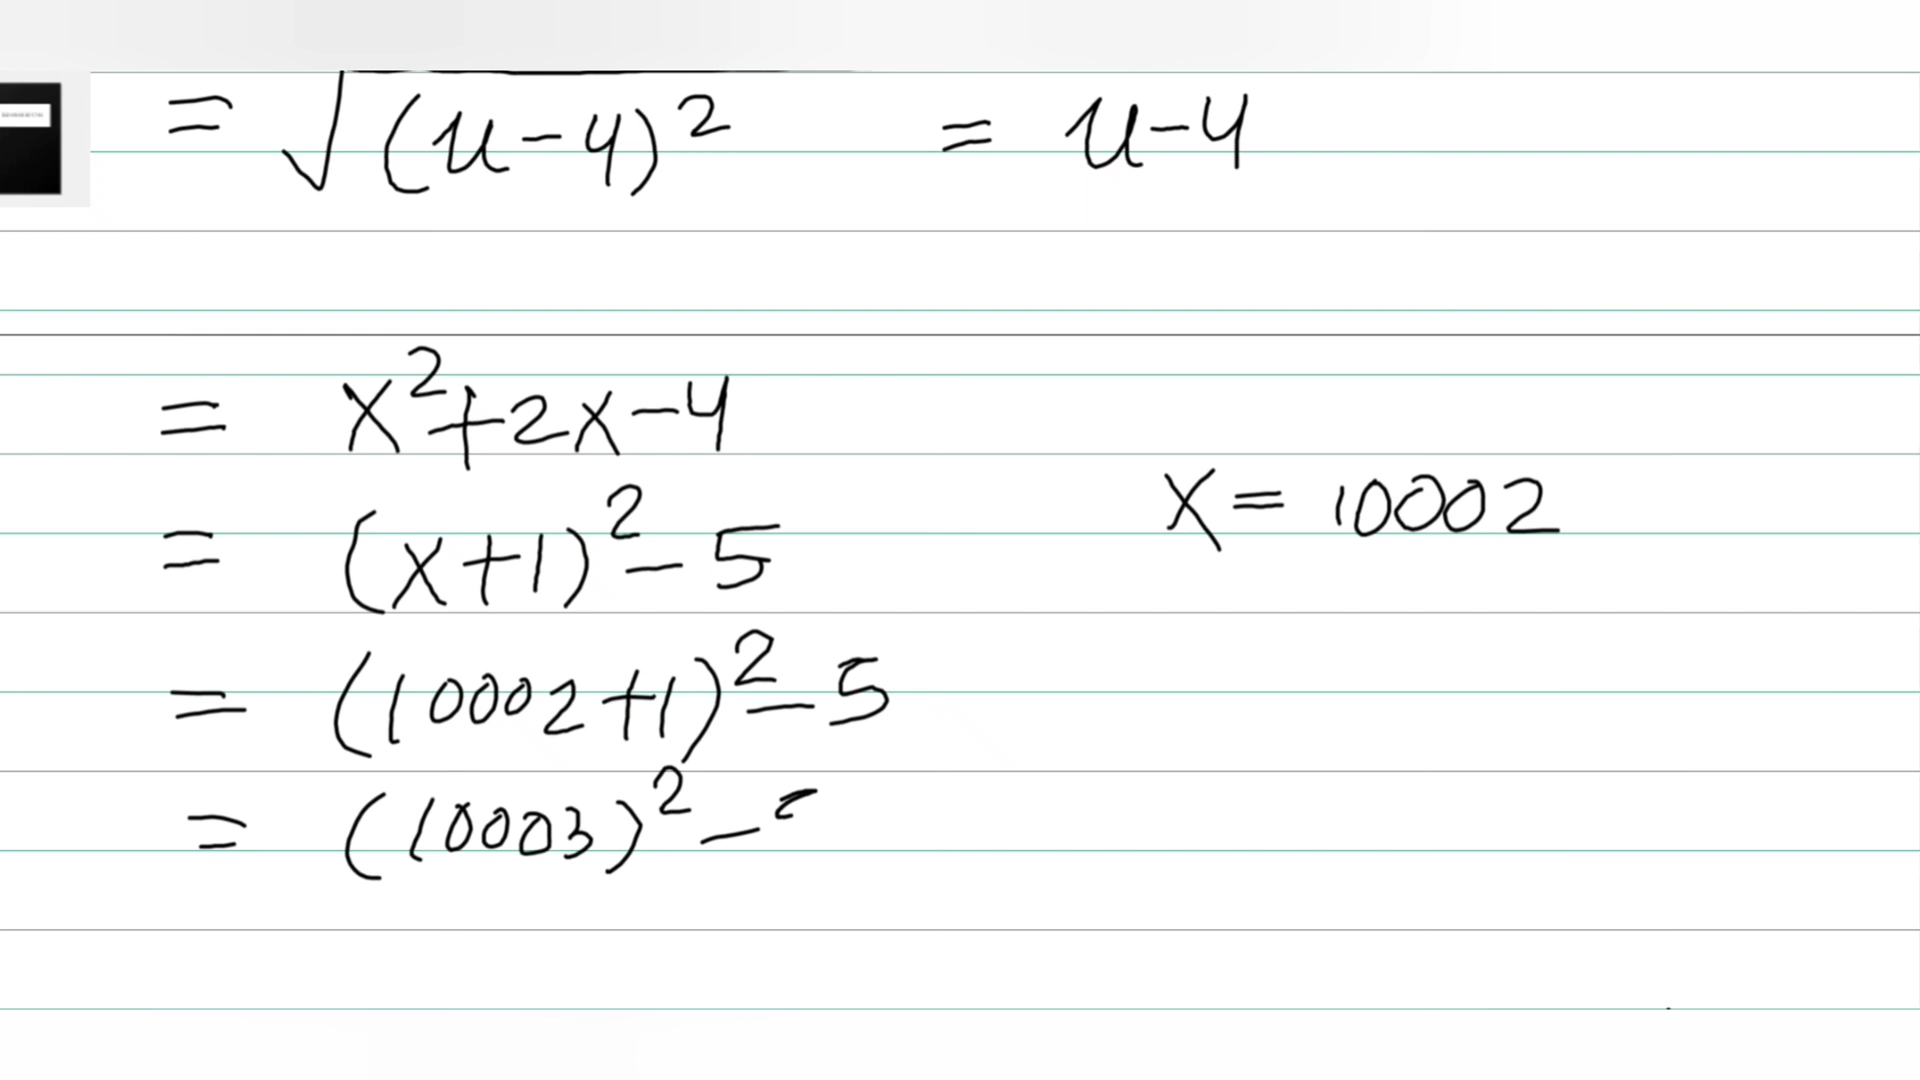 = √(u-4)² = u-4
= x²+2x-4
x = 10002
= (x+1)²-5
= (10002+1)²-5
= (10003)²-